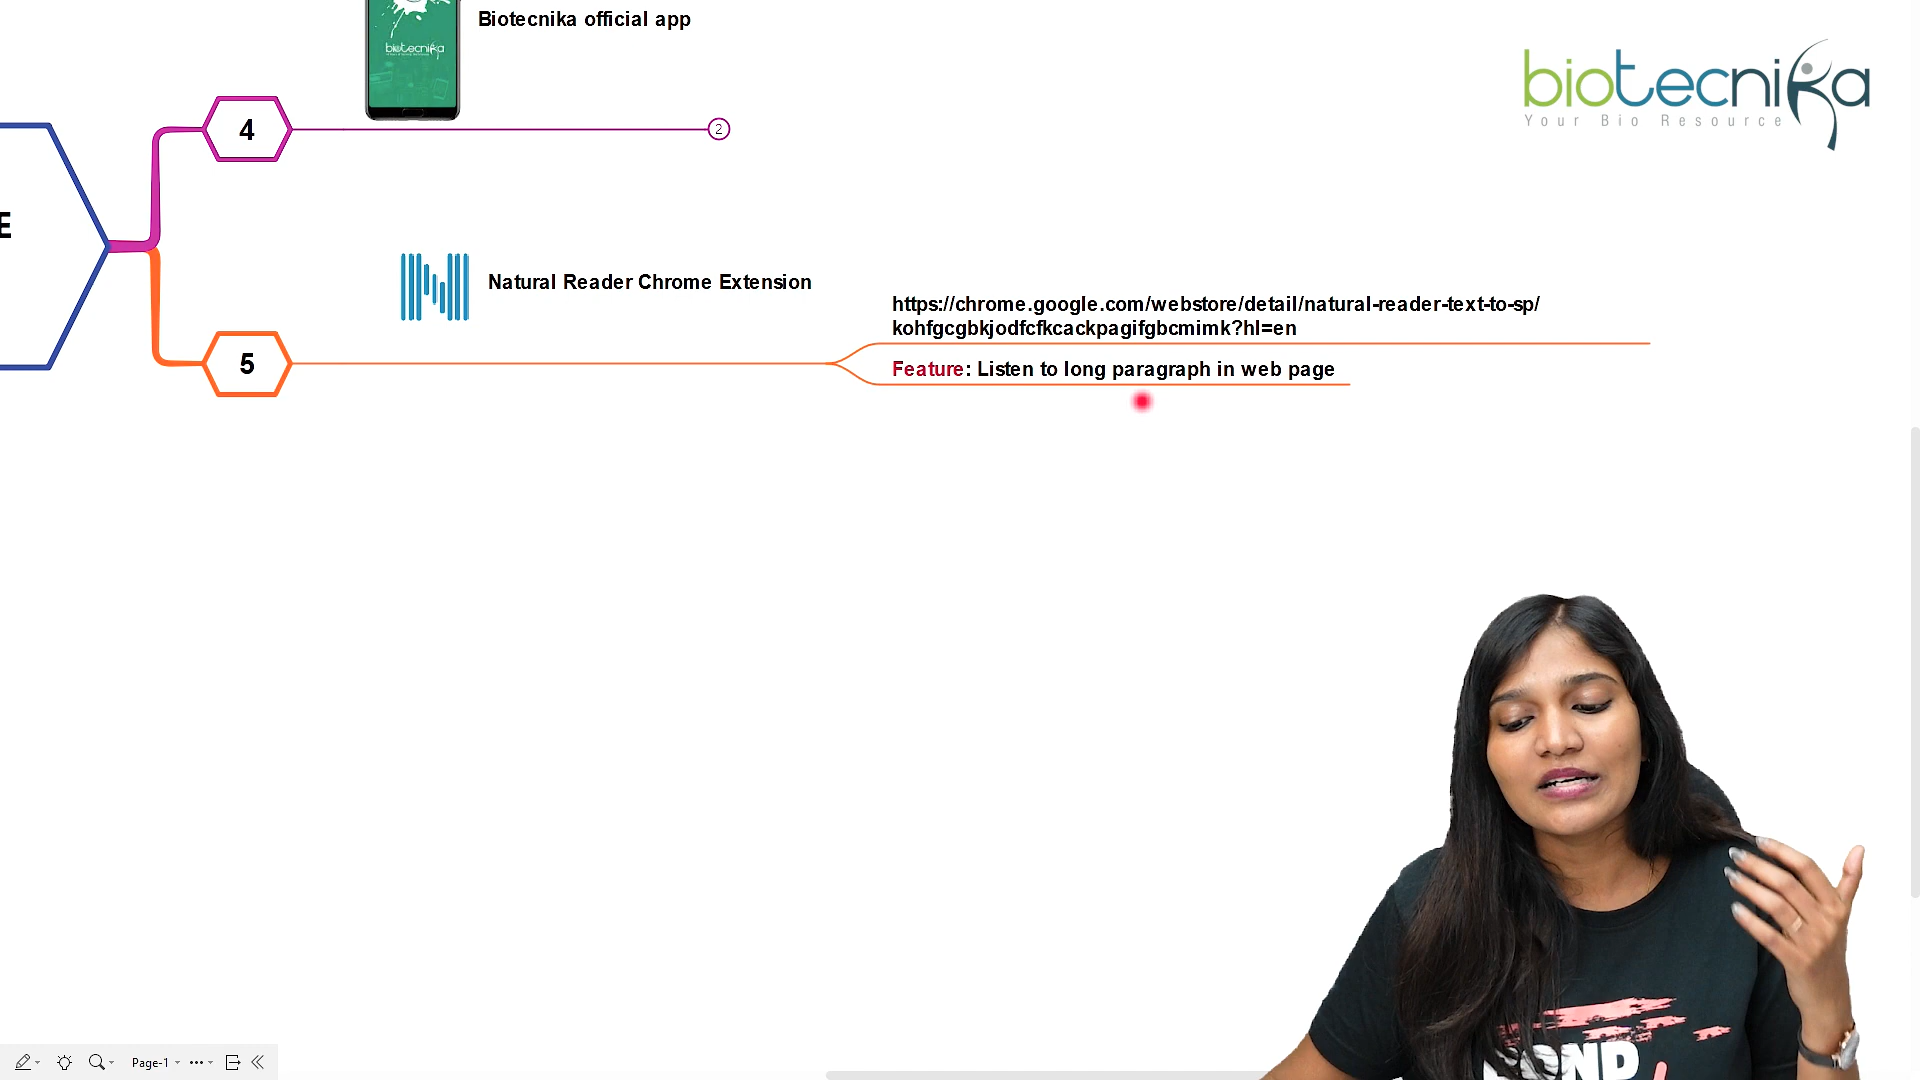 Biotecnika official app
biotecnika
biotecnika
Your Bio Resource
4
2
E
Natural Reader Chrome Extension
https://chrome.google.com/webstore/detail/natural-reader-text-to-sp/
kohfgcgbkjodfcfkcackpagifgbcmimk?hl=en
5
Feature: Listen to long paragraph in web page
Page-1